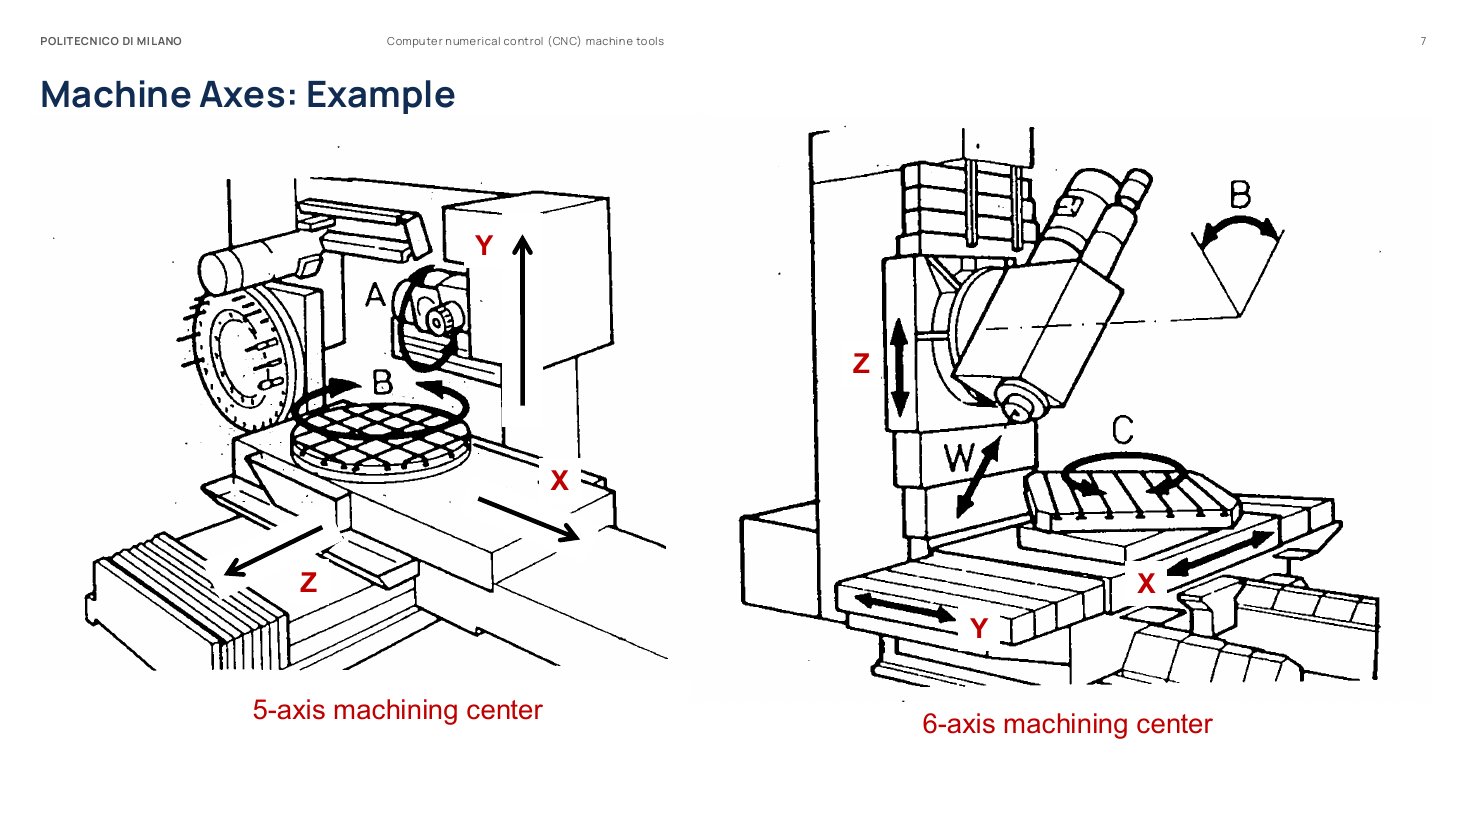 POLITECNICO DI MILANO
Computer numerical control (CNC) machine tools
7
Machine Axes: Example
Y
A
B
X
Z
5-axis machining center
B
Z
C
W
X
Y
6-axis machining center